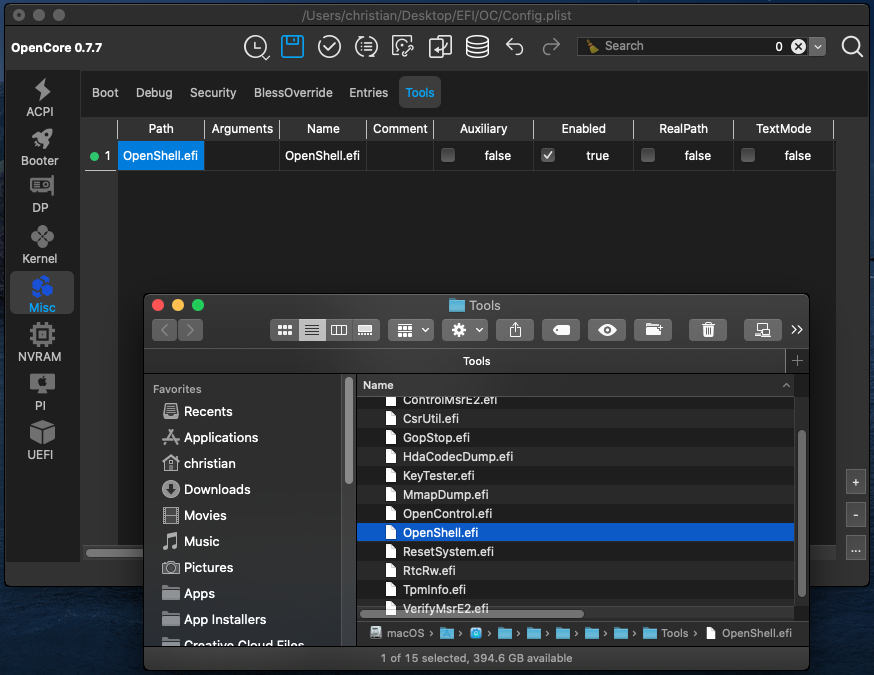 /Users/christian/Desktop/EFI/OC/Config.plist
OpenCore 0.7.7
Search
0
ACPI
Booter
DP
Kernel
Misc
NVRAM
PI
UEFI
Boot Debug Security BlessOverride Entries Tools
Path Arguments Name Comment Auxiliary Enabled RealPath TextMode
1 OpenShell.efi OpenShell.efi false true false false
+
-
...
Tools
Tools
Favorites
Recents
Applications
christian
Downloads
Movies
Music
Pictures
Apps
App Installers
Creative Cloud Files
Name
ControlMsrE2.efi
CsrUtil.efi
GopStop.efi
HdaCodecDump.efi
KeyTester.efi
MmapDump.efi
OpenControl.efi
OpenShell.efi
ResetSystem.efi
RtcRw.efi
TpmInfo.efi
VerifyMsrE2.efi
macOS › › › › › › › › Tools › OpenShell.efi
1 of 15 selected, 394.6 GB available